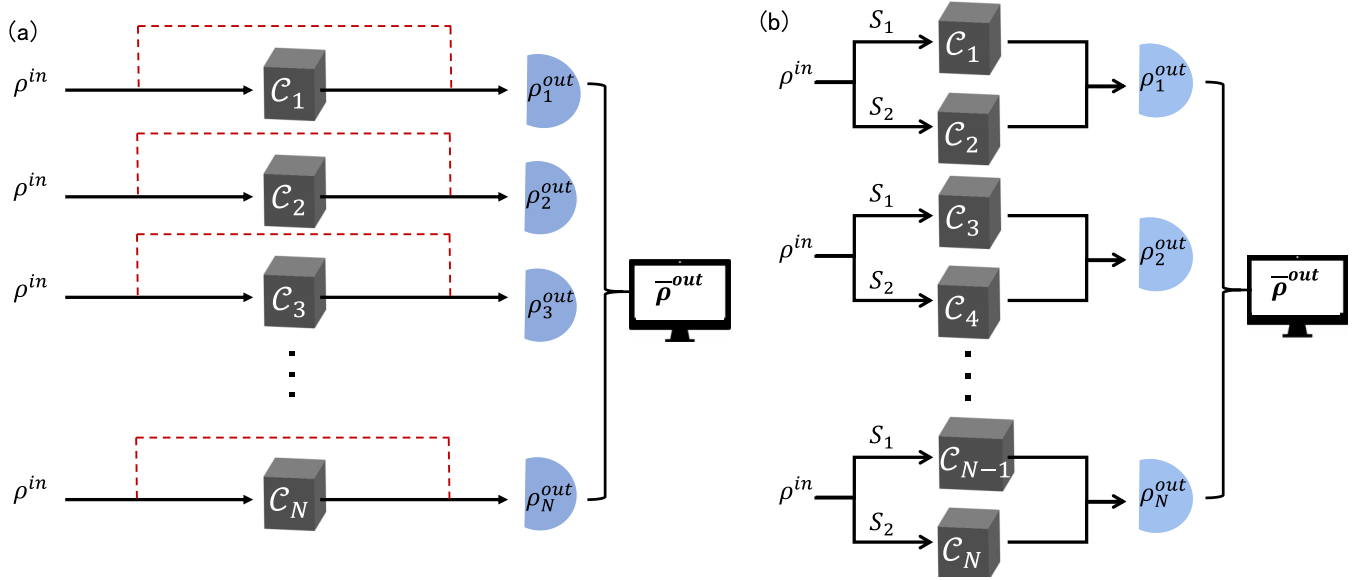 (a)
ρ^{in} 𝒞_1 ρ_1^{out}
ρ^{in} 𝒞_2 ρ_2^{out}
ρ^{in} 𝒞_3 ρ_3^{out}
ρ̅^{out}
ρ^{in} 𝒞_N ρ_N^{out}
(b)
S_1 𝒞_1
ρ^{in} ρ_1^{out}
S_2 𝒞_2
S_1 𝒞_3
ρ^{in} ρ_2^{out}
S_2 𝒞_4
ρ̅^{out}
S_1 𝒞_{N−1}
ρ^{in} ρ_N^{out}
S_2 𝒞_N